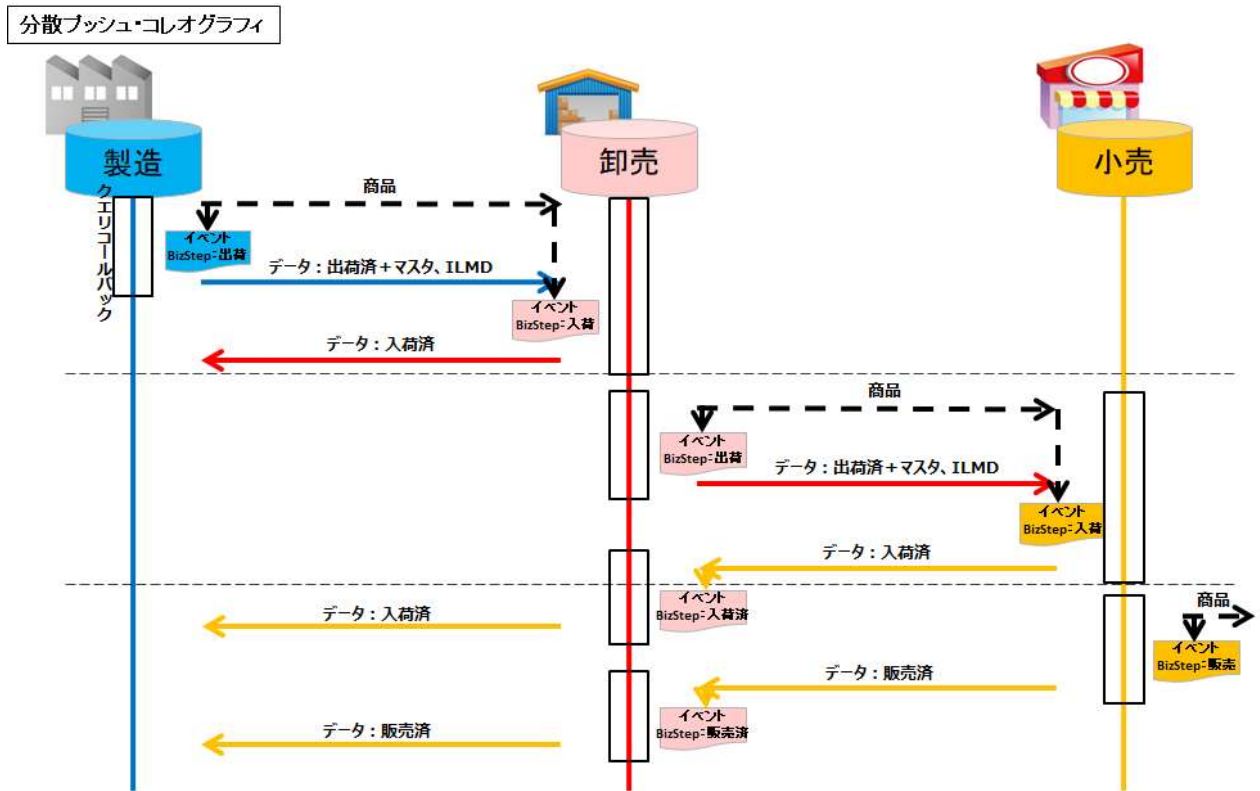 分散プッシュ・コレオグラフィ
製造
卸売
小売
クエリコールバック
商品
イベント
BizStep=出荷
データ：出荷済＋マスタ、ILMD
イベント
BizStep=入荷
データ：入荷済
商品
イベント
BizStep=出荷
データ：出荷済＋マスタ、ILMD
イベント
BizStep=入荷
データ：入荷済
イベント
BizStep=入荷済
データ：入荷済
商品
イベント
BizStep=販売
データ：販売済
イベント
BizStep=販売済
データ：販売済